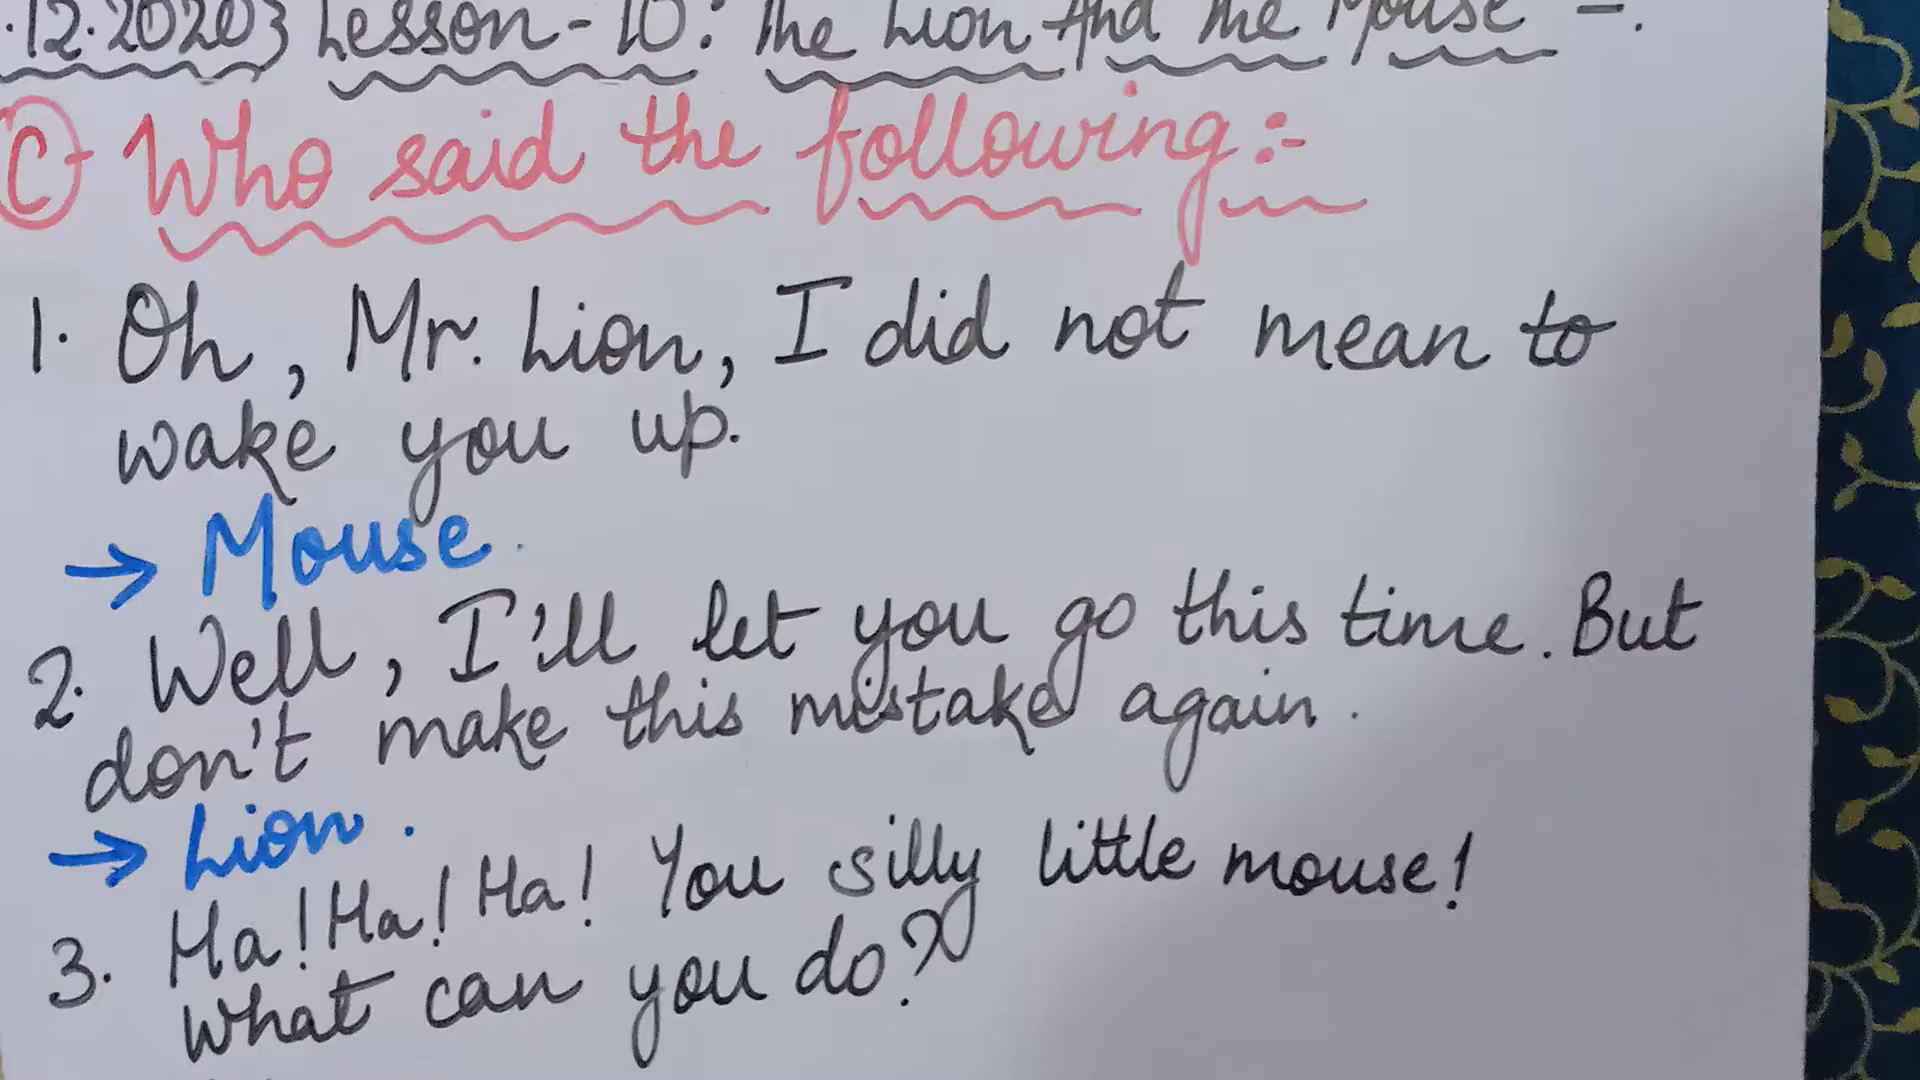 .12.2020} Lesson-10: The Lion And The Mouse -.
C Who said the following:-
1. Oh, Mr. Lion, I did not mean to
wake you up.
→ Mouse.
2. Well, I'll let you go this time. But
don't make this mistake again.
→ Lion.
3. Ha! Ha! Ha! You silly little mouse!
What can you do?